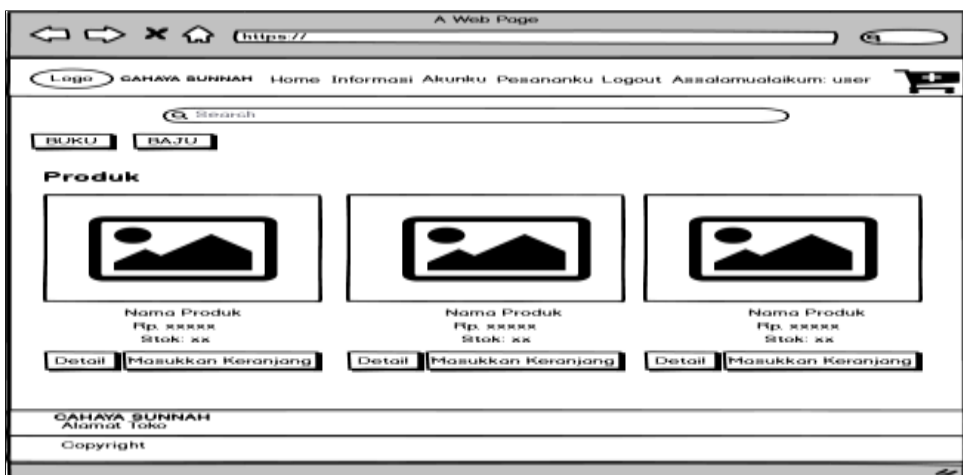 A Web Page
https://
Logo CAHAYA SUNNAH Home Informasi Akunku Pesananku Logout Assalamualaikum: user
Search
BUKU BAJU
Produk
Nama Produk Nama Produk Nama Produk
Rp. xxxxx Rp. xxxxx Rp. xxxxx
Stok: xx Stok: xx Stok: xx
Detail Masukkan Keranjang Detail Masukkan Keranjang Detail Masukkan Keranjang
CAHAYA SUNNAH
Alamat Toko
Copyright